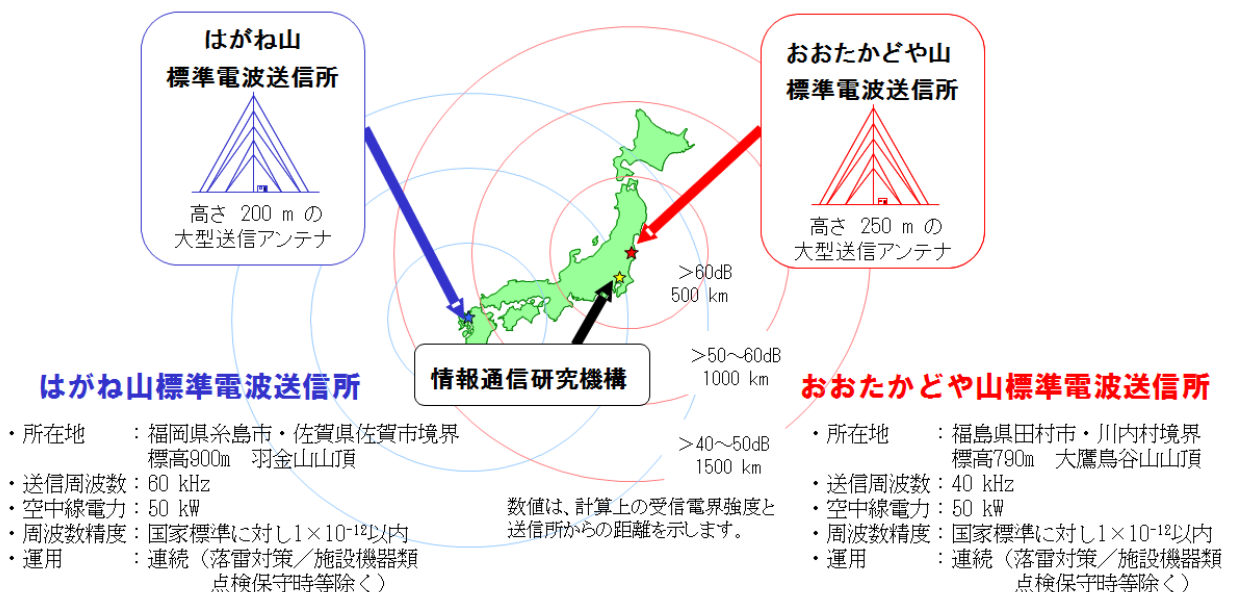 はがね山
標準電波送信所
高さ 200 m の
大型送信アンテナ
おおたかどや山
標準電波送信所
高さ 250 m の
大型送信アンテナ
>60dB
500 km
>50～60dB
1000 km
>40～50dB
1500 km
情報通信研究機構
数値は、計算上の受信電界強度と
送信所からの距離を示します。
はがね山標準電波送信所
・所在地 ：福岡県糸島市・佐賀県佐賀市境界
標高900m 羽金山山頂
・送信周波数：60 kHz
・空中線電力：50 kW
・周波数精度：国家標準に対し1×10⁻¹²以内
・運用 ：連続（落雷対策／施設機器類
点検保守時等除く）
おおたかどや山標準電波送信所
・所在地 ：福島県田村市・川内村境界
標高790m 大鷹鳥谷山山頂
・送信周波数：40 kHz
・空中線電力：50 kW
・周波数精度：国家標準に対し1×10⁻¹²以内
・運用 ：連続（落雷対策／施設機器類
点検保守時等除く）